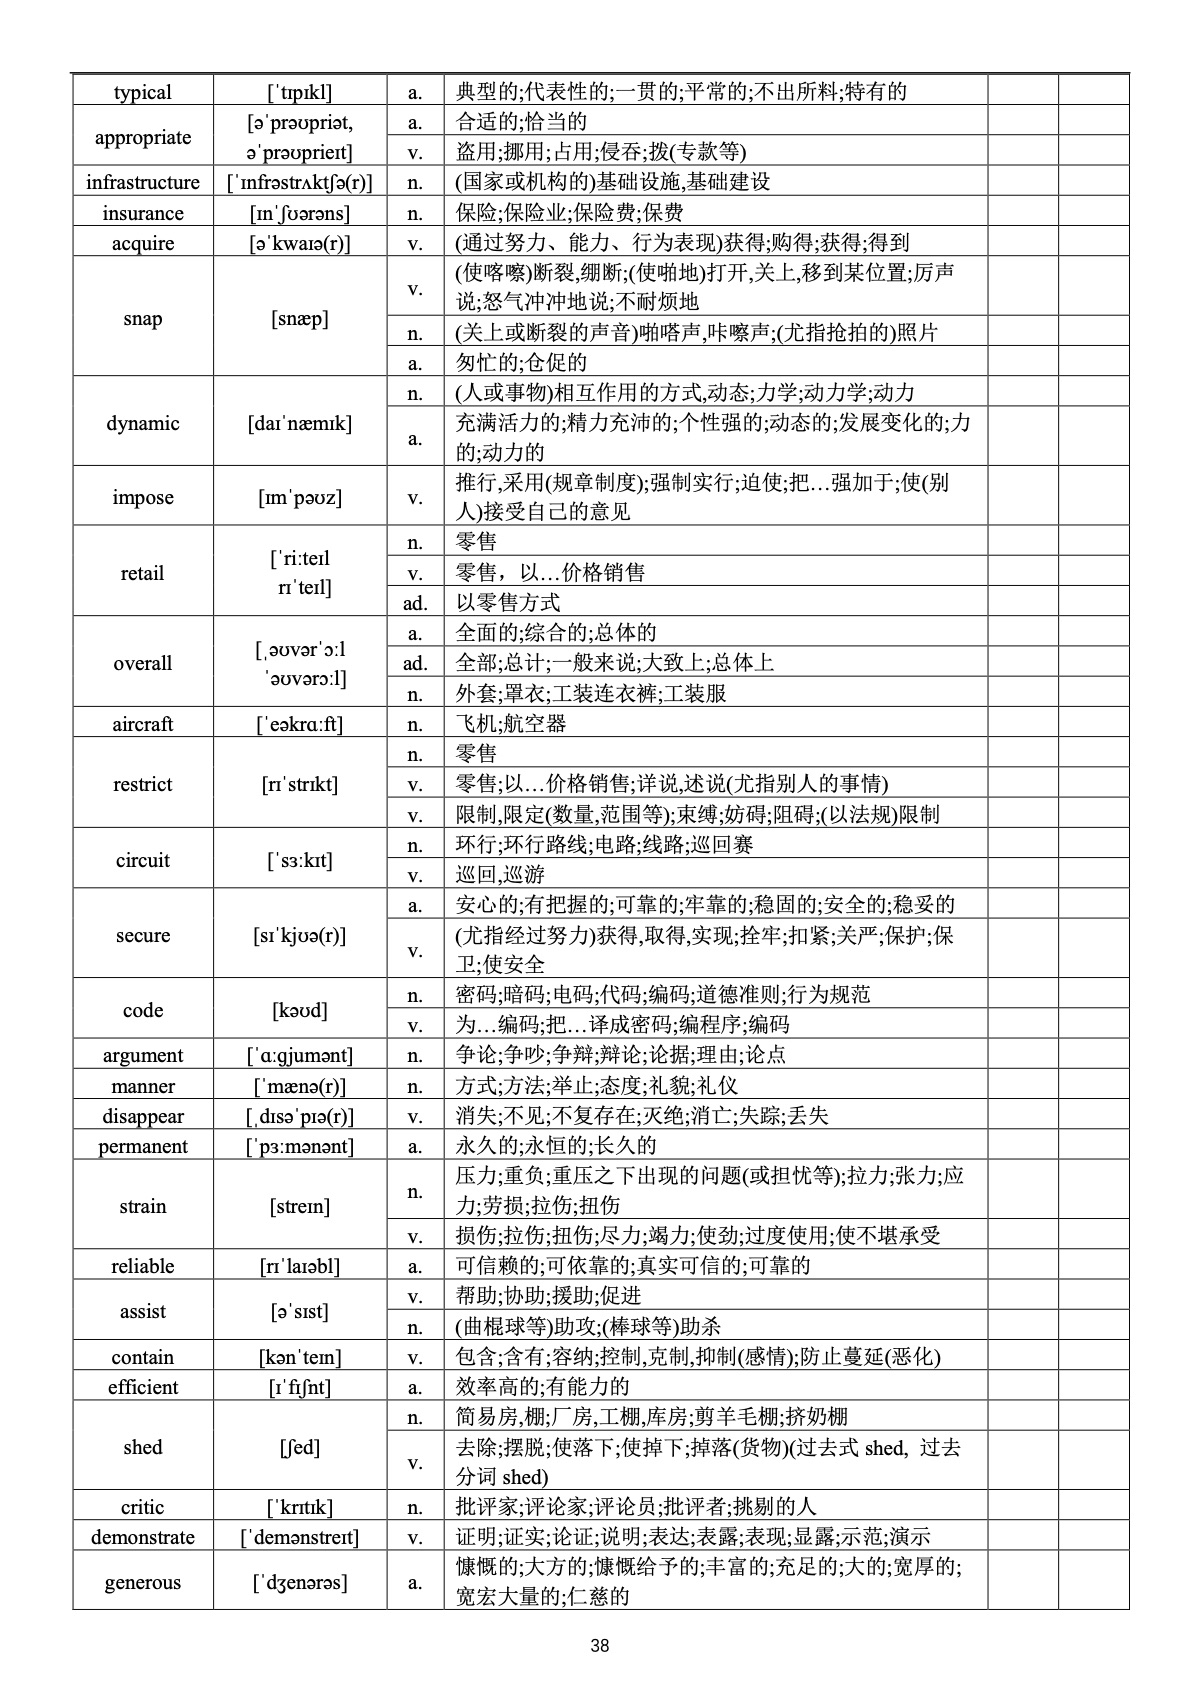 typical [ˈtɪpɪkl] a. 典型的;代表性的;一贯的;平常的;不出所料;特有的
appropriate [əˈprəʊpriət, əˈprəʊprieɪt] a. 合适的;恰当的
v. 盗用;挪用;占用;侵吞;拨(专款等)
infrastructure [ˈɪnfrəstrʌktʃə(r)] n. (国家或机构的)基础设施,基础建设
insurance [ɪnˈʃʊərəns] n. 保险;保险业;保险费;保费
acquire [əˈkwaɪə(r)] v. (通过努力、能力、行为表现)获得;购得;获得;得到
snap [snæp] v. (使喀嚓)断裂,绷断;(使啪地)打开,关上,移到某位置;厉声
说;怒气冲冲地说;不耐烦地
n. (关上或断裂的声音)啪嗒声,咔嚓声;(尤指抢拍的)照片
a. 匆忙的;仓促的
dynamic [daɪˈnæmɪk] n. (人或事物)相互作用的方式,动态;力学;动力学;动力
a. 充满活力的;精力充沛的;个性强的;动态的;发展变化的;力
的;动力的
impose [ɪmˈpəʊz] v. 推行,采用(规章制度);强制实行;迫使;把…强加于;使(别
人)接受自己的意见
retail [ˈriːteɪl rɪˈteɪl] n. 零售
v. 零售，以…价格销售
ad. 以零售方式
overall [ˌəʊvərˈɔːl ˈəʊvərɔːl] a. 全面的;综合的;总体的
ad. 全部;总计;一般来说;大致上;总体上
n. 外套;罩衣;工装连衣裤;工装服
aircraft [ˈeəkrɑːft] n. 飞机;航空器
restrict [rɪˈstrɪkt] n. 零售
v. 零售;以…价格销售;详说,述说(尤指别人的事情)
v. 限制,限定(数量,范围等);束缚;妨碍;阻碍;(以法规)限制
circuit [ˈsɜːkɪt] n. 环行;环行路线;电路;线路;巡回赛
v. 巡回,巡游
secure [sɪˈkjʊə(r)] a. 安心的;有把握的;可靠的;牢靠的;稳固的;安全的;稳妥的
v. (尤指经过努力)获得,取得,实现;拴牢;扣紧;关严;保护;保
卫;使安全
code [kəʊd] n. 密码;暗码;电码;代码;编码;道德准则;行为规范
v. 为…编码;把…译成密码;编程序;编码
argument [ˈɑːɡjumənt] n. 争论;争吵;争辩;辩论;论据;理由;论点
manner [ˈmænə(r)] n. 方式;方法;举止;态度;礼貌;礼仪
disappear [ˌdɪsəˈpɪə(r)] v. 消失;不见;不复存在;灭绝;消亡;失踪;丢失
permanent [ˈpɜːmənənt] a. 永久的;永恒的;长久的
strain [streɪn] n. 压力;重负;重压之下出现的问题(或担忧等);拉力;张力;应
力;劳损;拉伤;扭伤
v. 损伤;拉伤;扭伤;尽力;竭力;使劲;过度使用;使不堪承受
reliable [rɪˈlaɪəbl] a. 可信赖的;可依靠的;真实可信的;可靠的
assist [əˈsɪst] v. 帮助;协助;援助;促进
n. (曲棍球等)助攻;(棒球等)助杀
contain [kənˈteɪn] v. 包含;含有;容纳;控制,克制,抑制(感情);防止蔓延(恶化)
efficient [ɪˈfɪʃnt] a. 效率高的;有能力的
shed [ʃed] n. 简易房,棚;厂房,工棚,库房;剪羊毛棚;挤奶棚
v. 去除;摆脱;使落下;使掉下;掉落(货物)(过去式 shed, 过去
分词 shed)
critic [ˈkrɪtɪk] n. 批评家;评论家;评论员;批评者;挑剔的人
demonstrate [ˈdemənstreɪt] v. 证明;证实;论证;说明;表达;表露;表现;显露;示范;演示
generous [ˈdʒenərəs] a. 慷慨的;大方的;慷慨给予的;丰富的;充足的;大的;宽厚的;
宽宏大量的;仁慈的
38